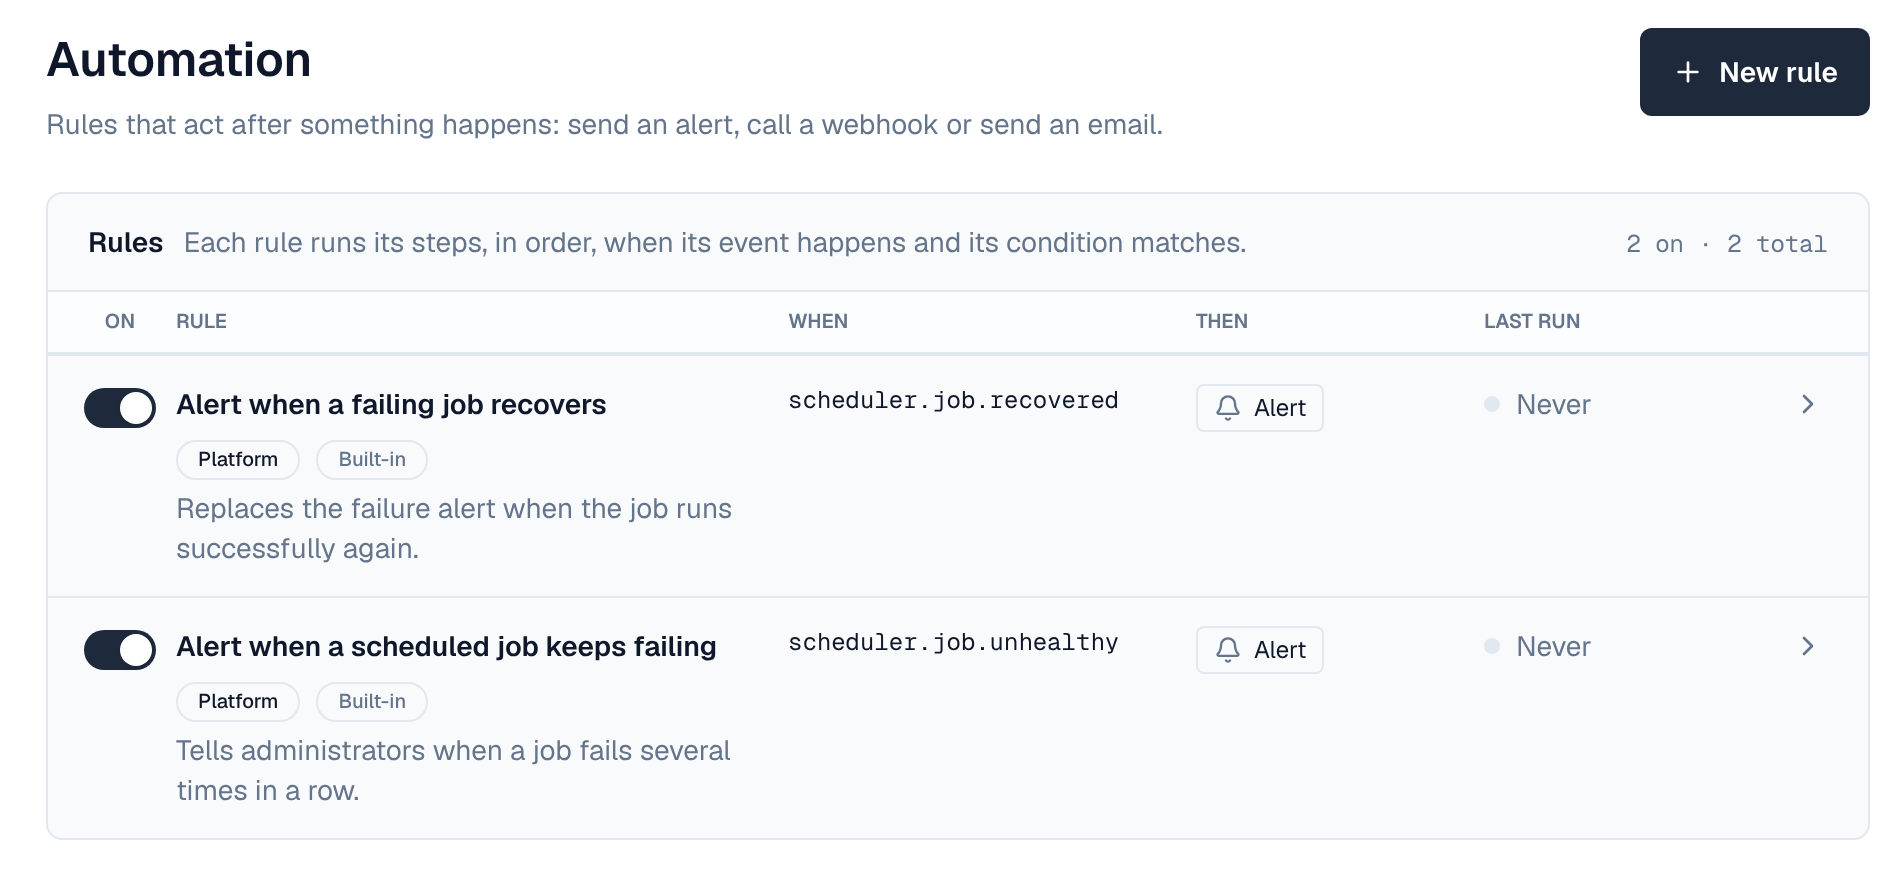 Automation
New rule
Rules that act after something happens: send an alert, call a webhook or send an email.
Rules Each rule runs its steps, in order, when its event happens and its condition matches. 2 on · 2 total
ON RULE WHEN THEN LAST RUN
Alert when a failing job recovers scheduler.job.recovered Alert Never
Platform Built-in
Replaces the failure alert when the job runs
successfully again.
Alert when a scheduled job keeps failing scheduler.job.unhealthy Alert Never
Platform Built-in
Tells administrators when a job fails several
times in a row.